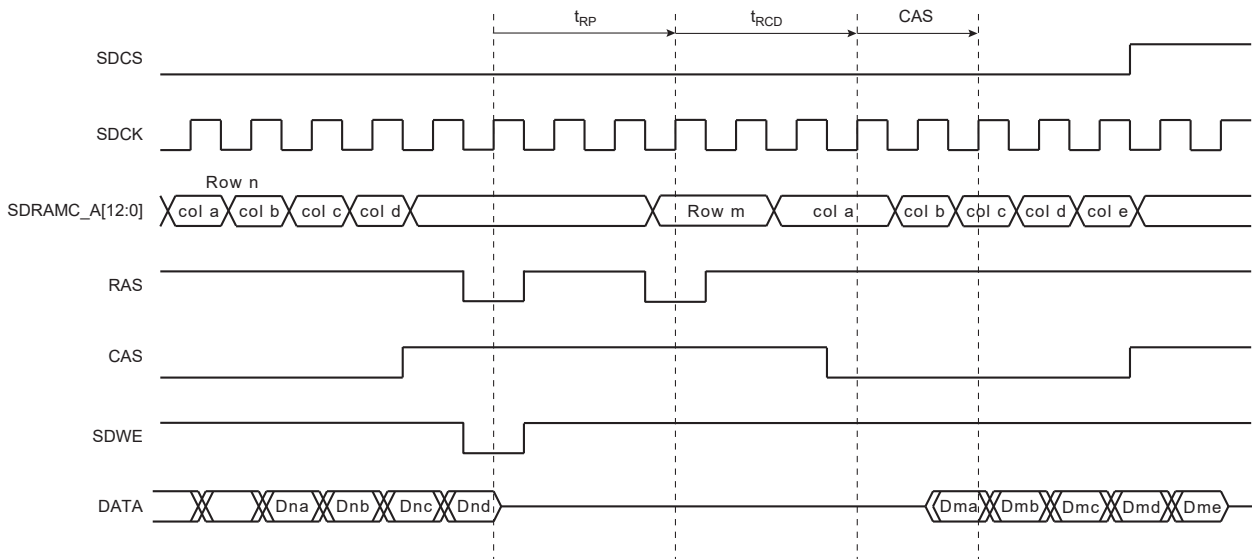 tRP tRCD CAS
SDCS
SDCK
Row n
SDRAMC_A[12:0] col a col b col c col d Row m col a col b col c col d col e
RAS
CAS
SDWE
DATA Dna Dnb Dnc Dnd Dma Dmb Dmc Dmd Dme